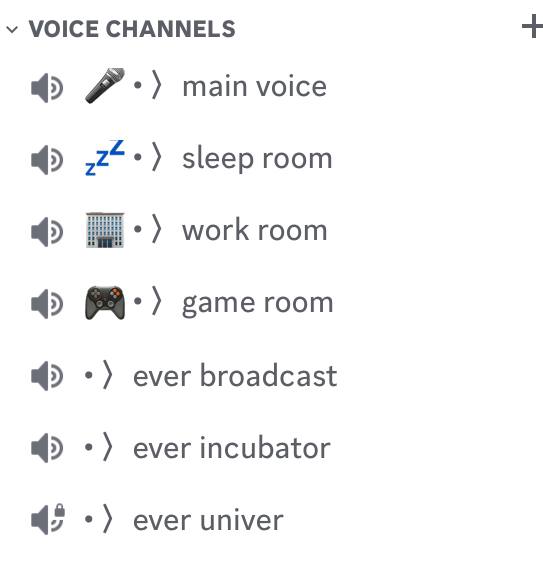 VOICE CHANNELS
🎤•〉main voice
💤•〉sleep room
🏢•〉work room
🎮•〉game room
•〉ever broadcast
•〉ever incubator
•〉ever univer